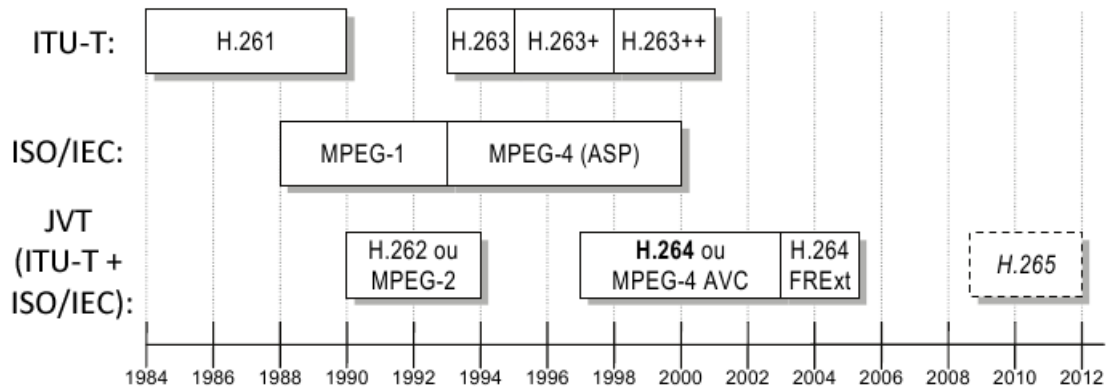 ITU-T:
H.261
H.263
H.263+
H.263++
ISO/IEC:
MPEG-1
MPEG-4 (ASP)
JVT
(ITU-T +
ISO/IEC):
H.262 ou
MPEG-2
H.264 ou
MPEG-4 AVC
H.264
FRExt
H.265
1984 1986 1988 1990 1992 1994 1996 1998 2000 2002 2004 2006 2008 2010 2012